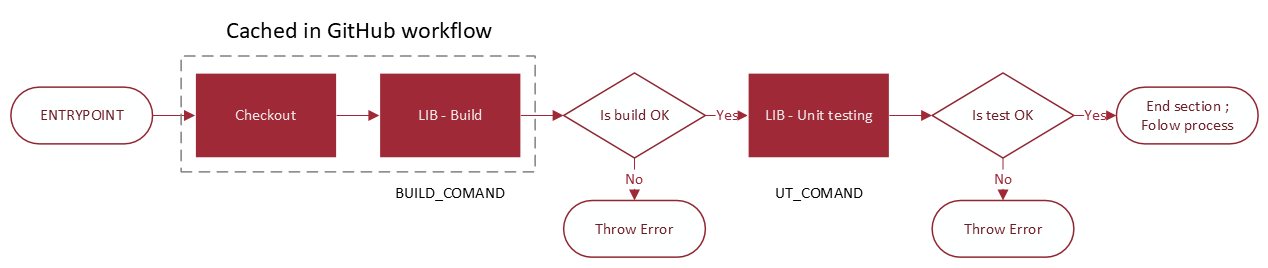 Cached in GitHub workflow
ENTRYPOINT
Checkout
LIB - Build
Is build OK
Yes
LIB - Unit testing
Is test OK
Yes
End section ;
Folow process
No
No
BUILD_COMAND
UT_COMAND
Throw Error
Throw Error